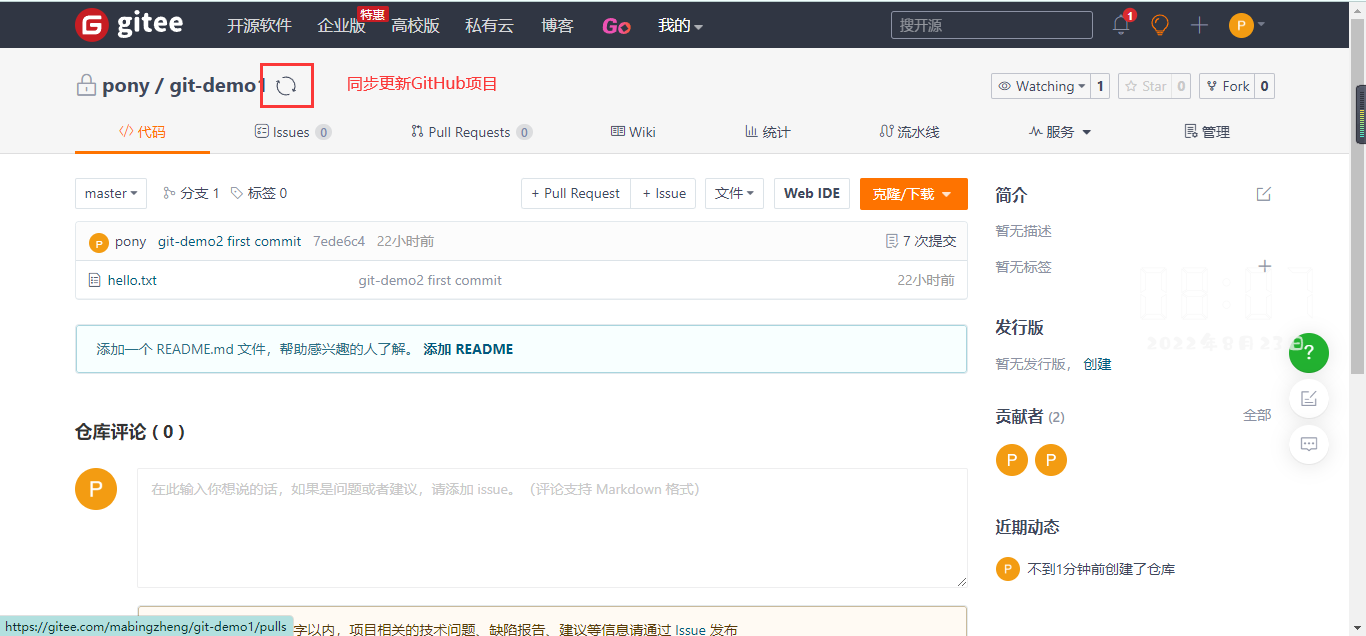 gitee 开源软件 企业版 特惠 高校版 私有云 博客 Go 我的 搜开源 1 P
pony / git-demo1 同步更新GitHub项目 Watching 1 Star 0 Fork 0
代码 Issues 0 Pull Requests 0 Wiki 统计 流水线 服务 管理
master 分支 1 标签 0 + Pull Request + Issue 文件 Web IDE 克隆/下载
P pony git-demo2 first commit 7ede6c4 22小时前 7 次提交
hello.txt git-demo2 first commit 22小时前
添加一个 README.md 文件，帮助感兴趣的人了解。 添加 README
仓库评论 ( 0 )
P 在此输入你想说的话，如果是问题或者建议，请添加 issue。（评论支持 Markdown 格式）
字以内，项目相关的技术问题、缺陷报告、建议等信息请通过 Issue 发布
简介
暂无描述
暂无标签
2022年8月23日
发行版
暂无发行版， 创建
?
贡献者 (2) 全部
P P
近期动态
P 不到1分钟前创建了仓库
https://gitee.com/mabingzheng/git-demo1/pulls